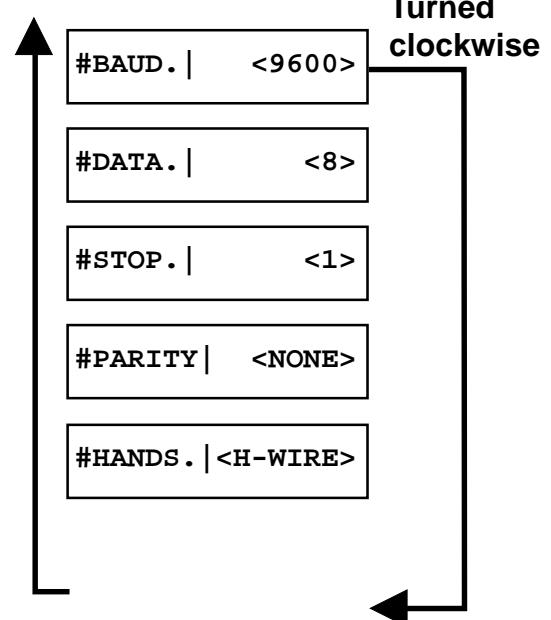 Turned
clockwise
#BAUD.| <9600>
#DATA.| <8>
#STOP.| <1>
#PARITY| <NONE>
#HANDS.|<H-WIRE>